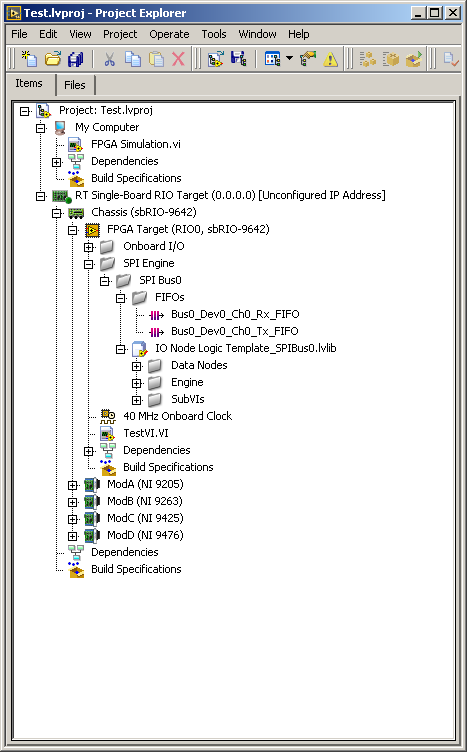 Test.lvproj - Project Explorer
File Edit View Project Operate Tools Window Help
Items Files
Project: Test.lvproj
My Computer
FPGA Simulation.vi
Dependencies
Build Specifications
RT Single-Board RIO Target (0.0.0.0) [Unconfigured IP Address]
Chassis (sbRIO-9642)
FPGA Target (RIO0, sbRIO-9642)
Onboard I/O
SPI Engine
SPI Bus0
FIFOs
Bus0_Dev0_Ch0_Rx_FIFO
Bus0_Dev0_Ch0_Tx_FIFO
IO Node Logic Template_SPIBus0.lvlib
Data Nodes
Engine
SubVIs
40 MHz Onboard Clock
TestVI.VI
Dependencies
Build Specifications
ModA (NI 9205)
ModB (NI 9263)
ModC (NI 9425)
ModD (NI 9476)
Dependencies
Build Specifications